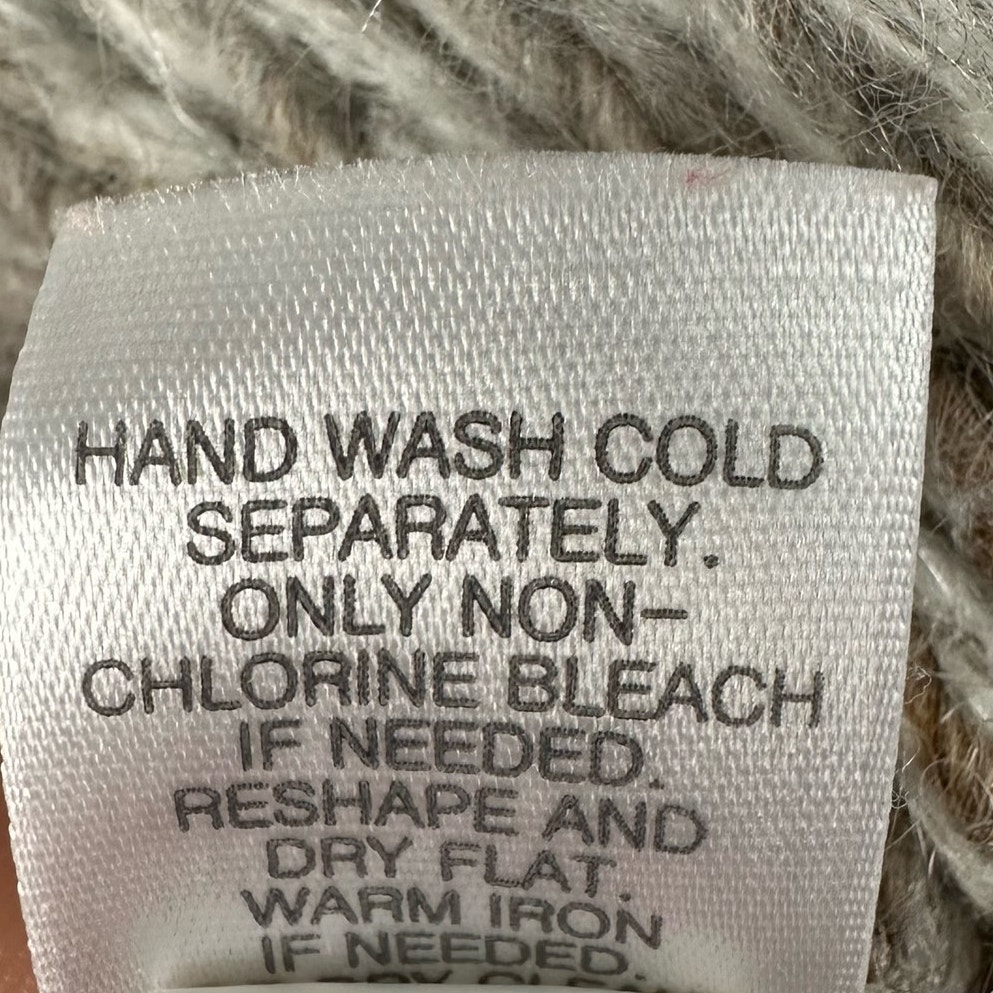 HAND WASH COLD
SEPARATELY.
ONLY NON-
CHLORINE BLEACH
IF NEEDED.
RESHAPE AND
DRY FLAT.
WARM IRON
IF NEEDED.